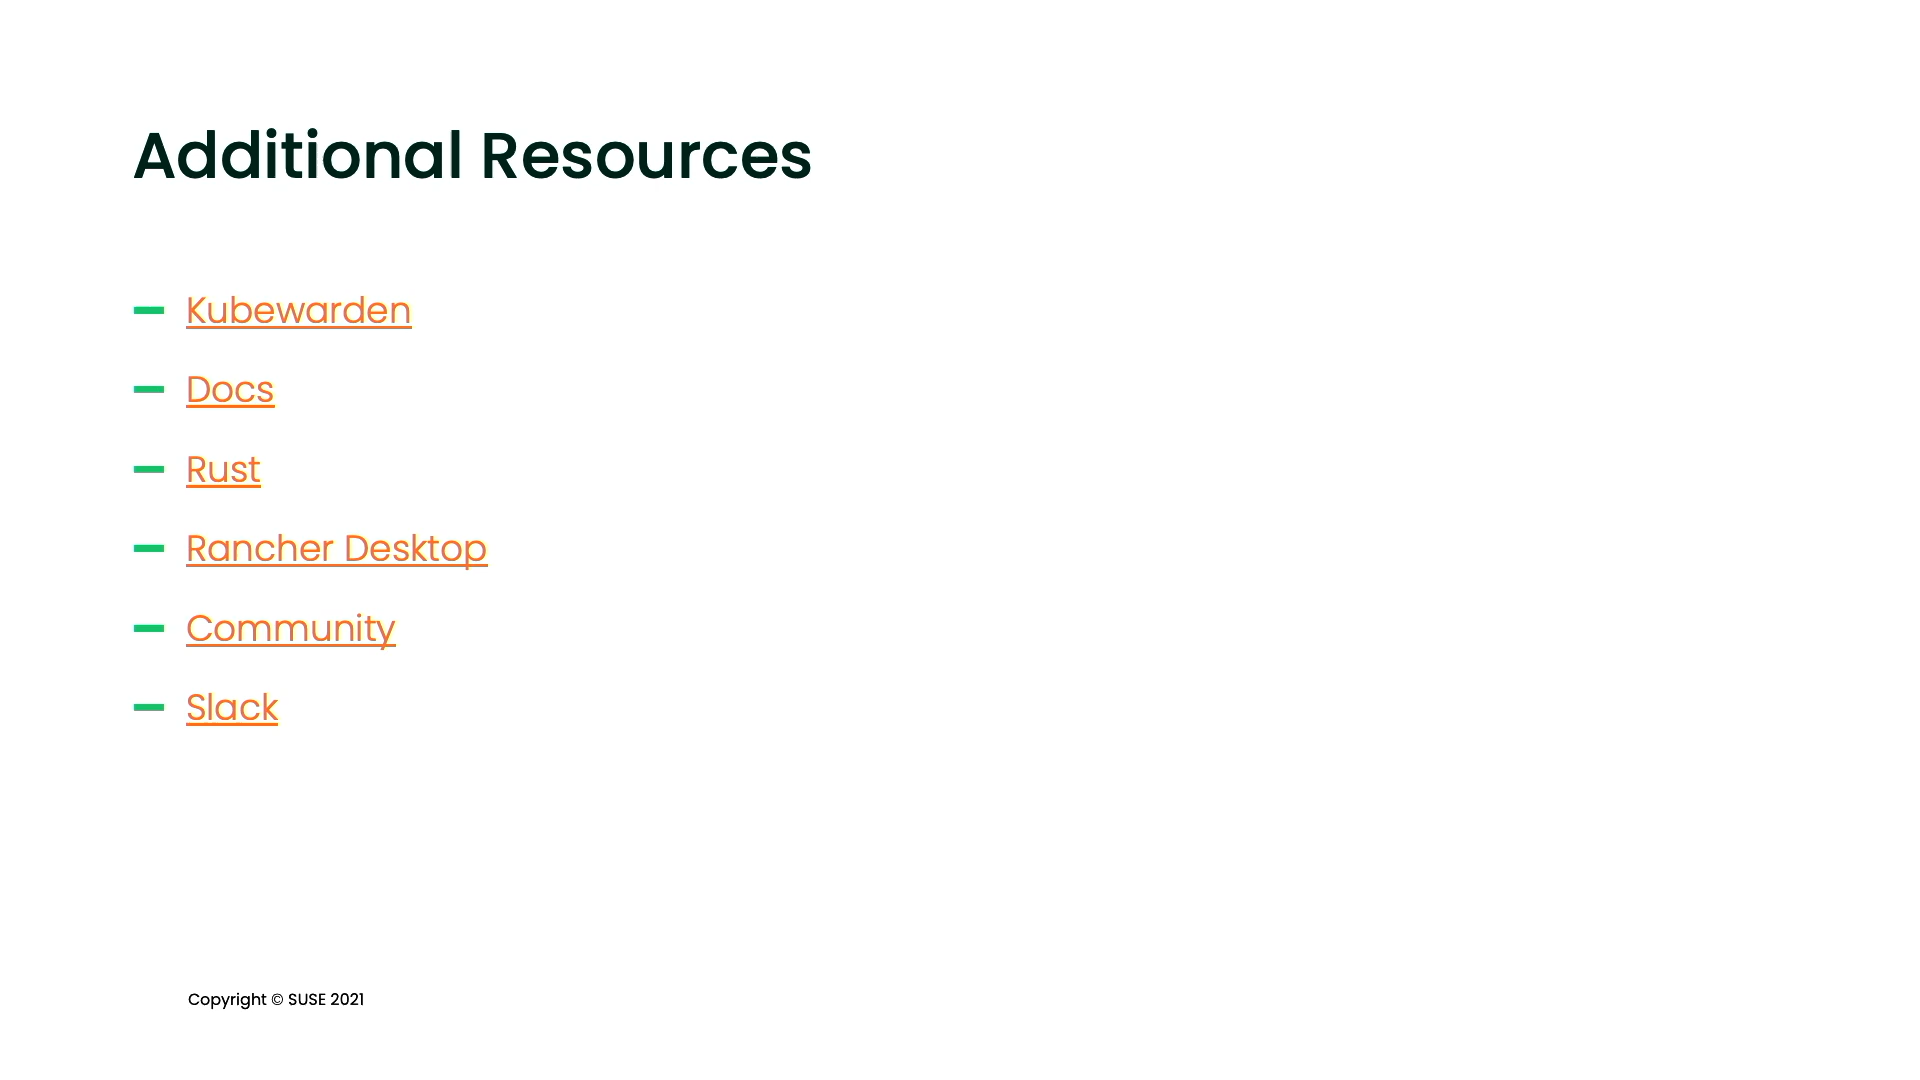 Additional Resources
Kubewarden
Docs
Rust
Rancher Desktop
Community
Slack
Copyright © SUSE 2021